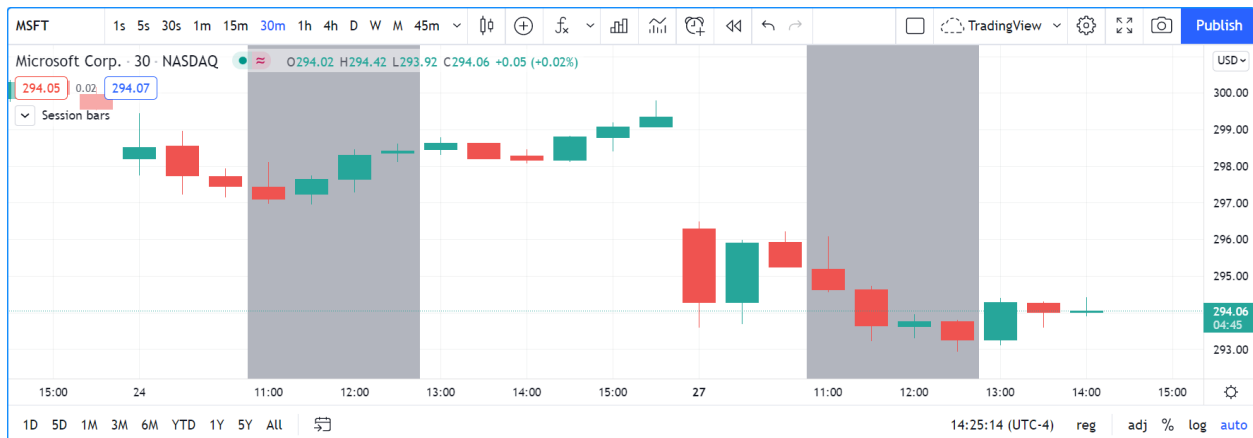 MSFT 1s 5s 30s 1m 15m 30m 1h 4h D W M 45m fx TradingView Publish
Microsoft Corp. · 30 · NASDAQ ≈ O294.02 H294.42 L293.92 C294.06 +0.05 (+0.02%) USD
294.05 0.02 294.07
Session bars
300.00
299.00
298.00
297.00
296.00
295.00
294.06
04:45
293.00
15:00 24 11:00 12:00 13:00 14:00 15:00 27 11:00 12:00 13:00 14:00 15:00
1D 5D 1M 3M 6M YTD 1Y 5Y All 14:25:14 (UTC-4) reg adj % log auto